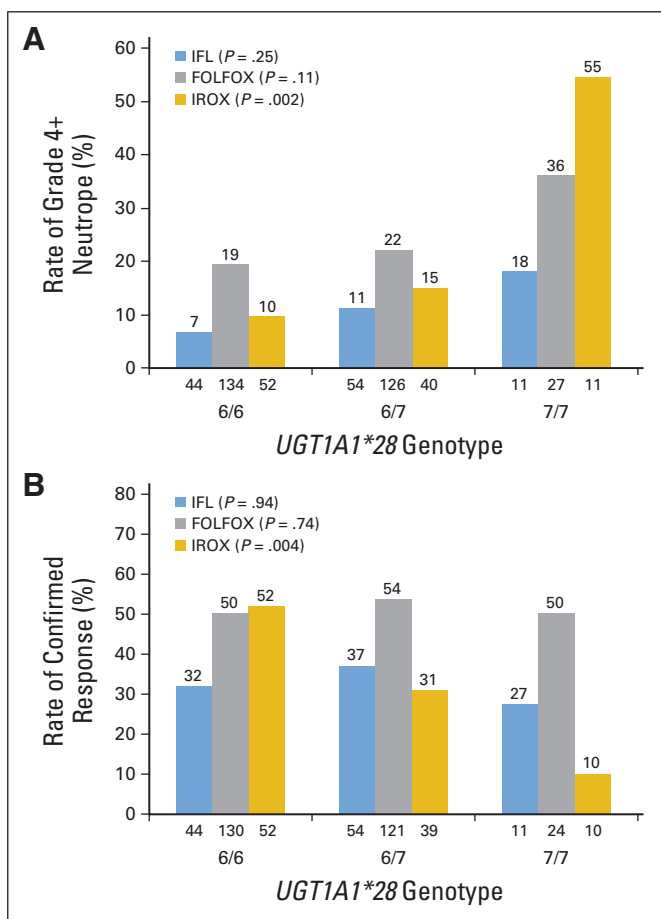 A
60
50
40
30
20
10
0
Rate of Grade 4+
Neutrope (%)
IFL (P = .25)
FOLFOX (P = .11)
IROX (P = .002)
7 19 10 11 22 15 18 36 55
44 134 52 54 126 40 11 27 11
6/6 6/7 7/7
UGT1A1*28 Genotype
B
80
70
60
50
40
30
20
10
0
Rate of Confirmed
Response (%)
IFL (P = .94)
FOLFOX (P = .74)
IROX (P = .004)
32 50 52 37 54 31 27 50 10
44 130 52 54 121 39 11 24 10
6/6 6/7 7/7
UGT1A1*28 Genotype